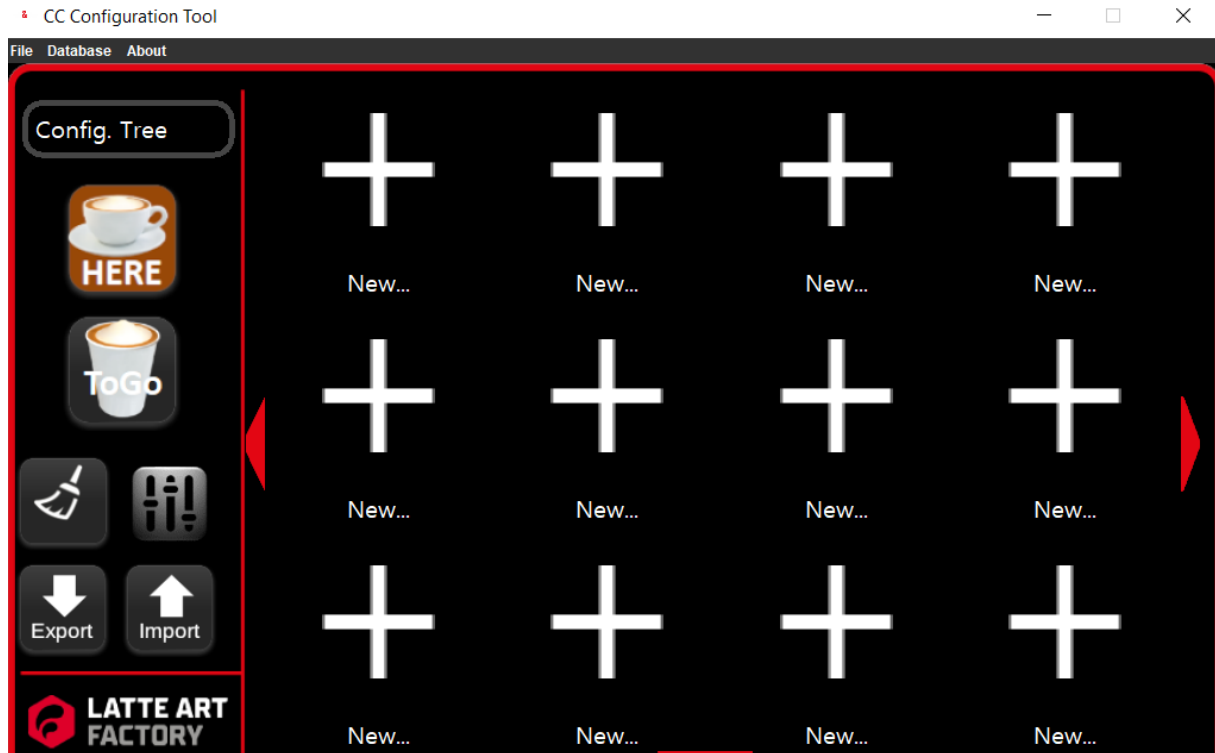 CC Configuration Tool
File Database About
Config. Tree
HERE
ToGo
Export Import
LATTE ART
FACTORY
New... New... New... New...
New... New... New... New...
New... New... New... New...